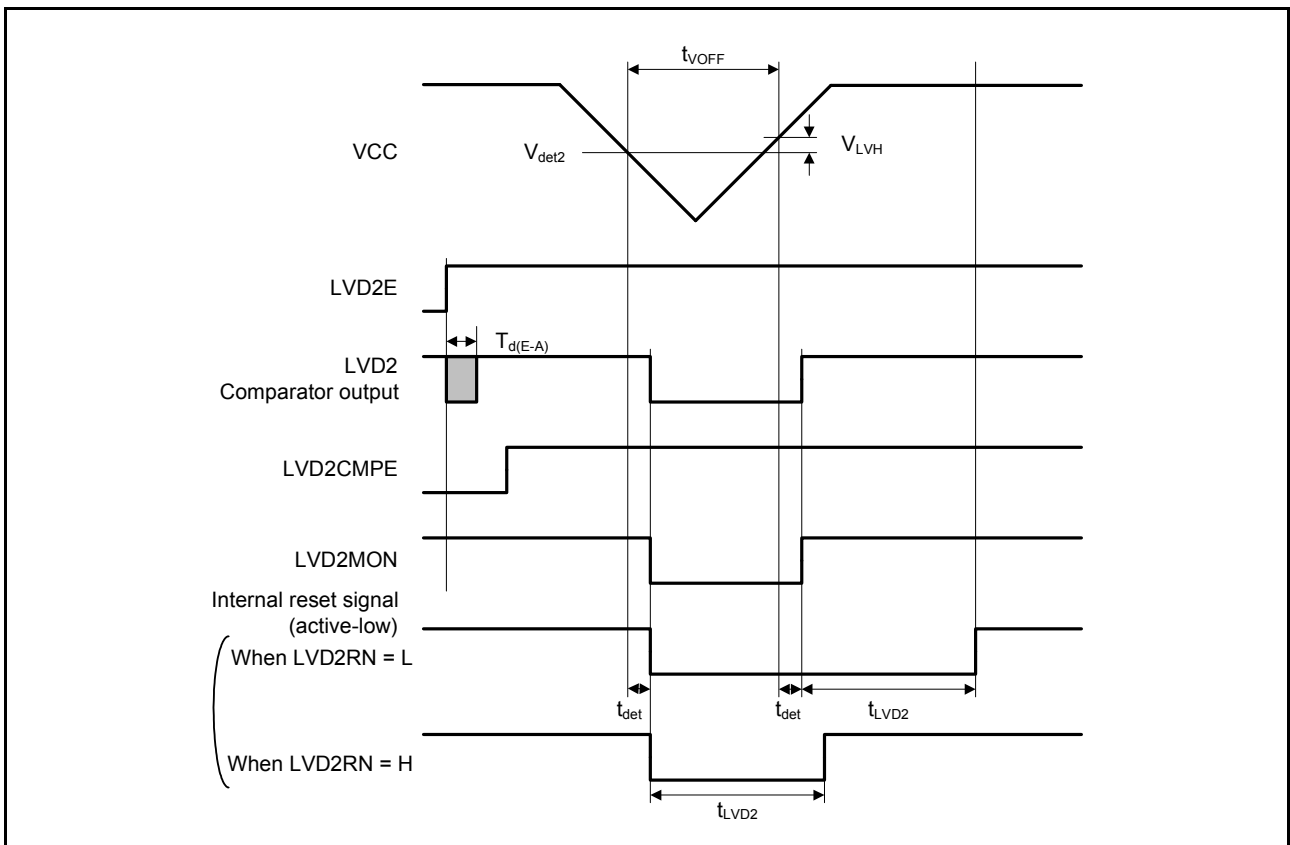 tVOFF
VCC
Vdet2
VLVH
LVD2E
Td(E-A)
LVD2
Comparator output
LVD2CMPE
LVD2MON
Internal reset signal
(active-low)
When LVD2RN = L
tdet
tdet
tLVD2
When LVD2RN = H
tLVD2